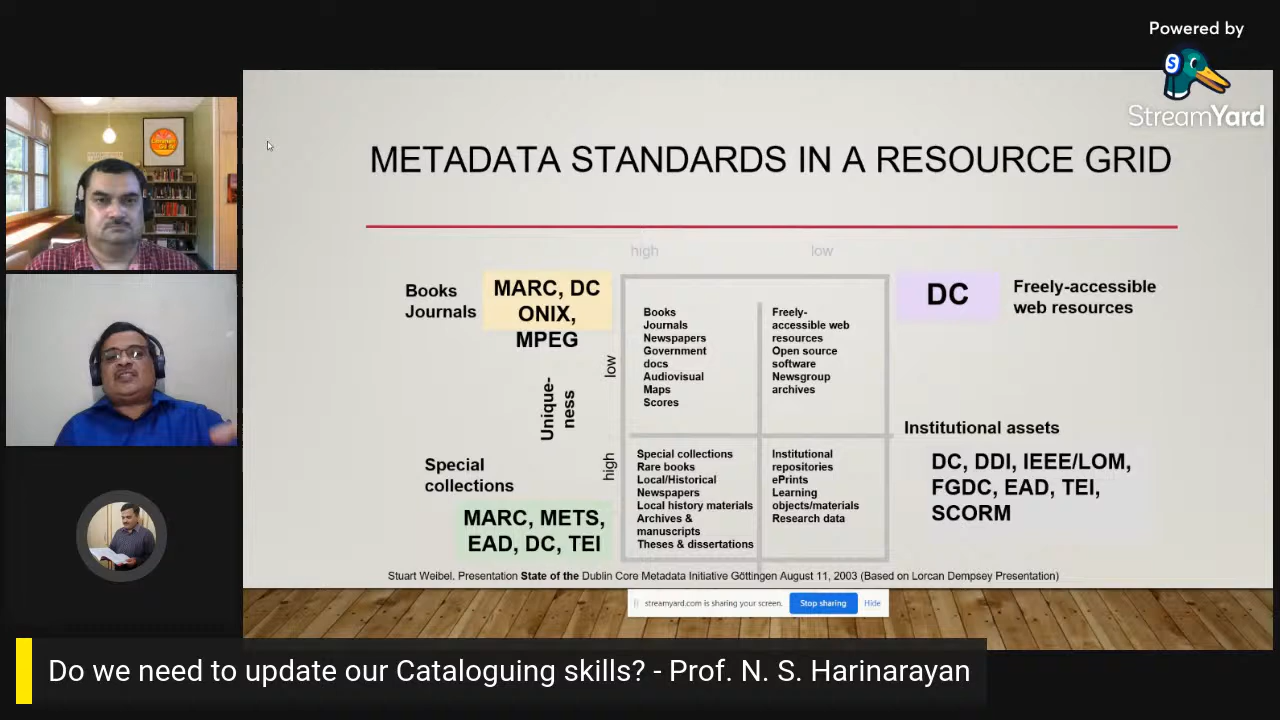 Powered by
StreamYard
METADATA STANDARDS IN A RESOURCE GRID
high
low
Books
Journals
MARC, DC
ONIX,
MPEG
low
Unique-
ness
high
Special
collections
MARC, METS,
EAD, DC, TEI
Books
Journals
Newspapers
Government
docs
Audiovisual
Maps
Scores
Freely-
accessible web
resources
Open source
software
Newsgroup
archives
Special collections
Rare books
Local/Historical
Newspapers
Local history materials
Archives &
manuscripts
Theses & dissertations
Institutional
repositories
ePrints
Learning
objects/materials
Research data
DC
Freely-accessible
web resources
Institutional assets
DC, DDI, IEEE/LOM,
FGDC, EAD, TEI,
SCORM
Stuart Weibel. Presentation State of the Dublin Core Metadata Initiative Göttingen August 11, 2003 (Based on Lorcan Dempsey Presentation)
streamyard.com is sharing your screen.
Stop sharing
Hide
Do we need to update our Cataloguing skills? - Prof. N. S. Harinarayan